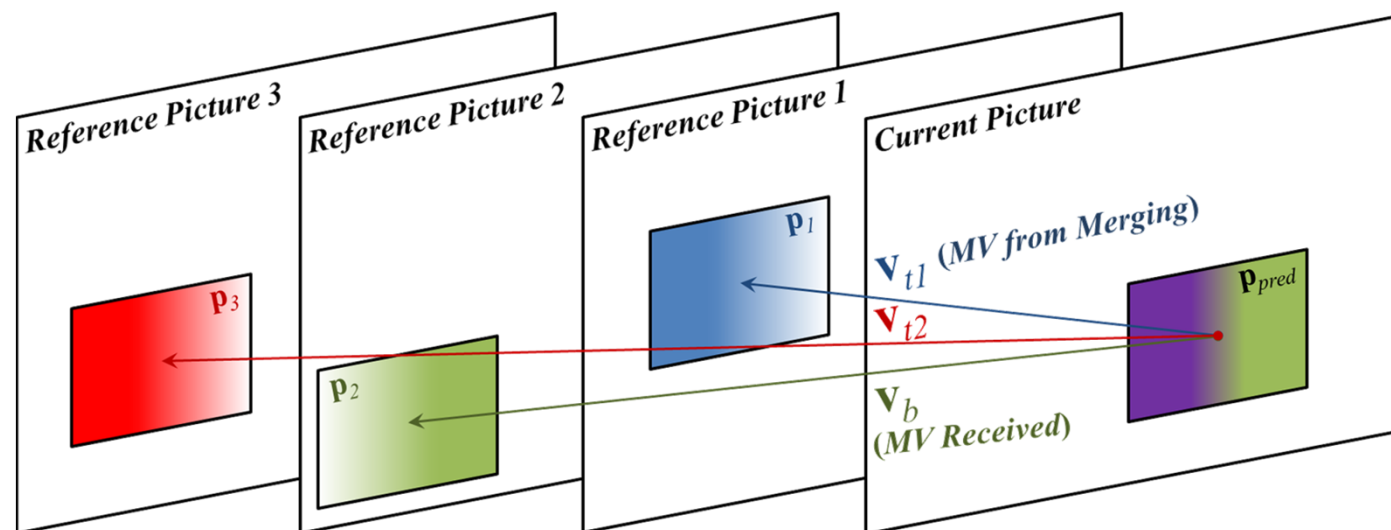 Reference Picture 3
Reference Picture 2
Reference Picture 1
Current Picture
p3
p2
p1
vt1 (MV from Merging)
vt2
vb
(MV Received)
ppred